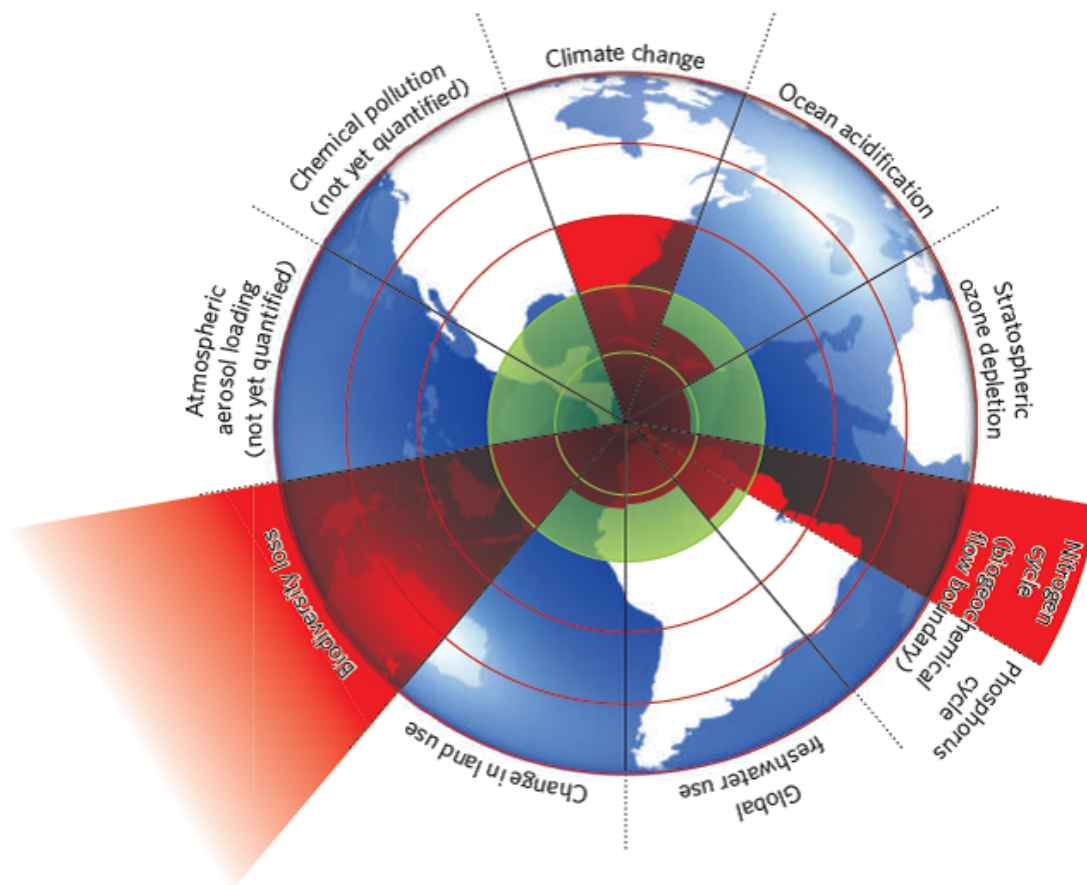 Climate change
Ocean acidification
Stratospheric
ozone depletion
Nitrogen
cycle
(biogeochemical
flow boundary)
Phosphorus
cycle
Global
freshwater use
Change in land use
Biodiversity loss
Atmospheric
aerosol loading
(not yet quantified)
Chemical pollution
(not yet quantified)